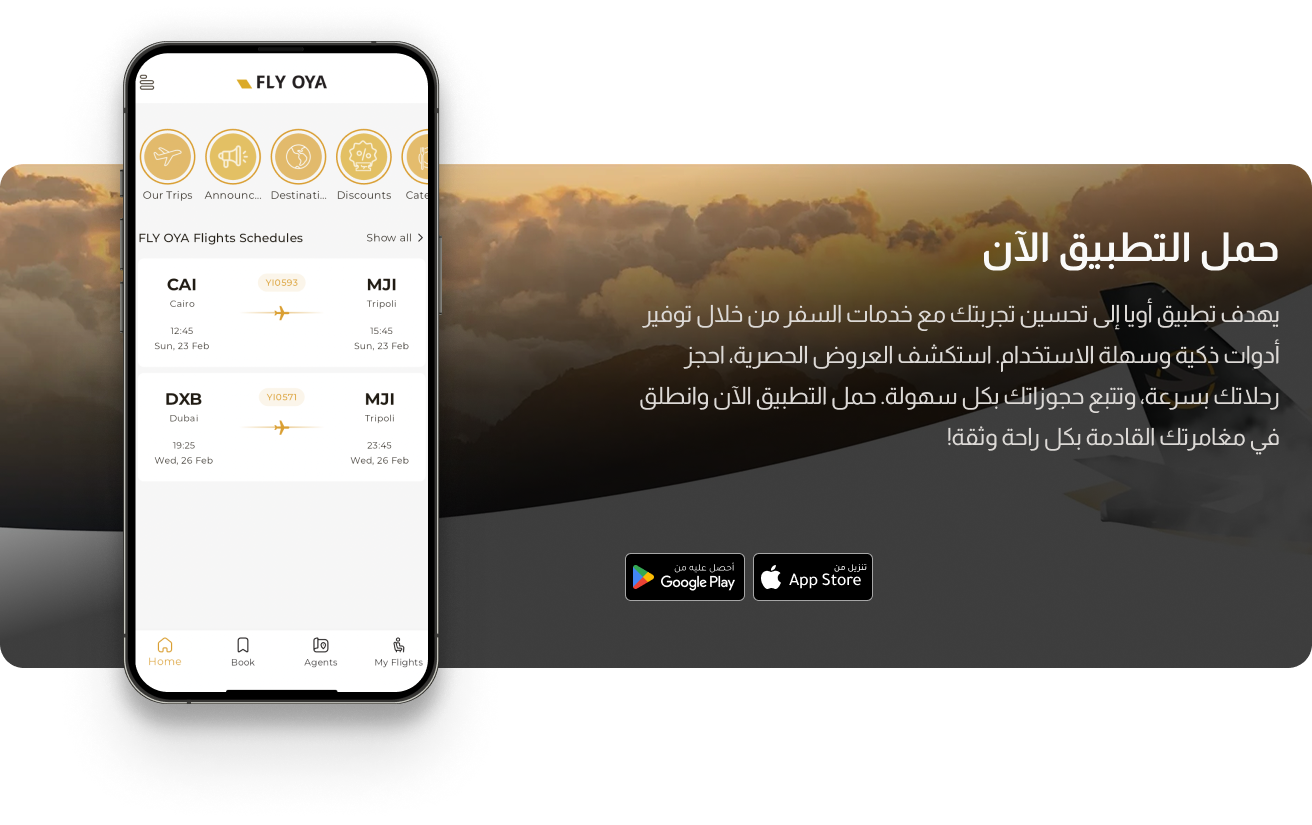 FLY OYA
Our Trips
Announc...
Destinati...
Discounts
Cate
FLY OYA Flights Schedules
Show all
CAI
YI0593
MJI
Cairo
Tripoli
12:45
15:45
Sun, 23 Feb
Sun, 23 Feb
DXB
YI0571
MJI
Dubai
Tripoli
19:25
23:45
Wed, 26 Feb
Wed, 26 Feb
Home
Book
Agents
My Flights
حمل التطبيق الآن
يهدف تطبيق أويا إلى تحسين تجربتك مع خدمات السفر من خلال توفير
أدوات ذكية وسهلة الاستخدام. استكشف العروض الحصرية، احجز
رحلاتك بسرعة، وتتبع حجوزاتك بكل سهولة. حمل التطبيق الآن وانطلق
في مغامرتك القادمة بكل راحة وثقة!
أحصل عليه من
Google Play
تنزيل من
App Store